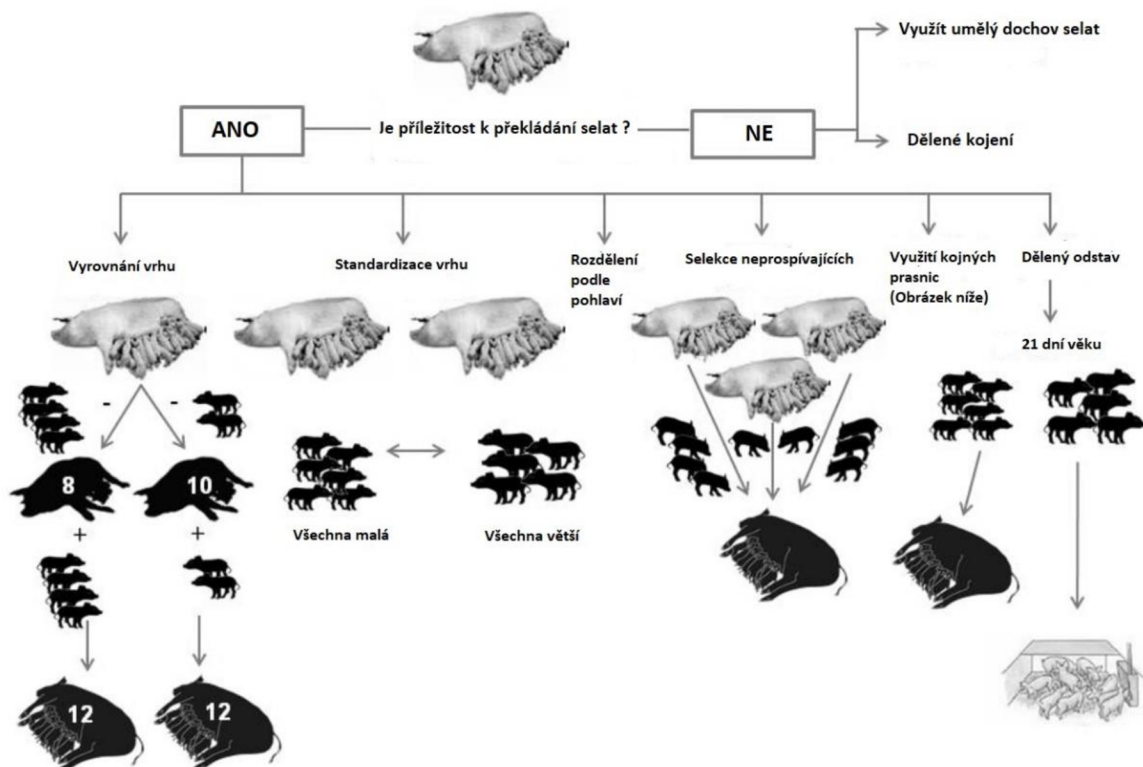 Využít umělý dochov selat
ANO
Je příležitost k překládání selat ?
NE
Dělené kojení
Vyrovnání vrhu
Standardizace vrhu
Rozdělení
podle
pohlaví
Selekce neprospívajících
Využití kojných
prasnic
(Obrázek níže)
Dělený odstav
21 dní věku
-
-
8
10
+
+
Všechna malá
Všechna větší
12
12